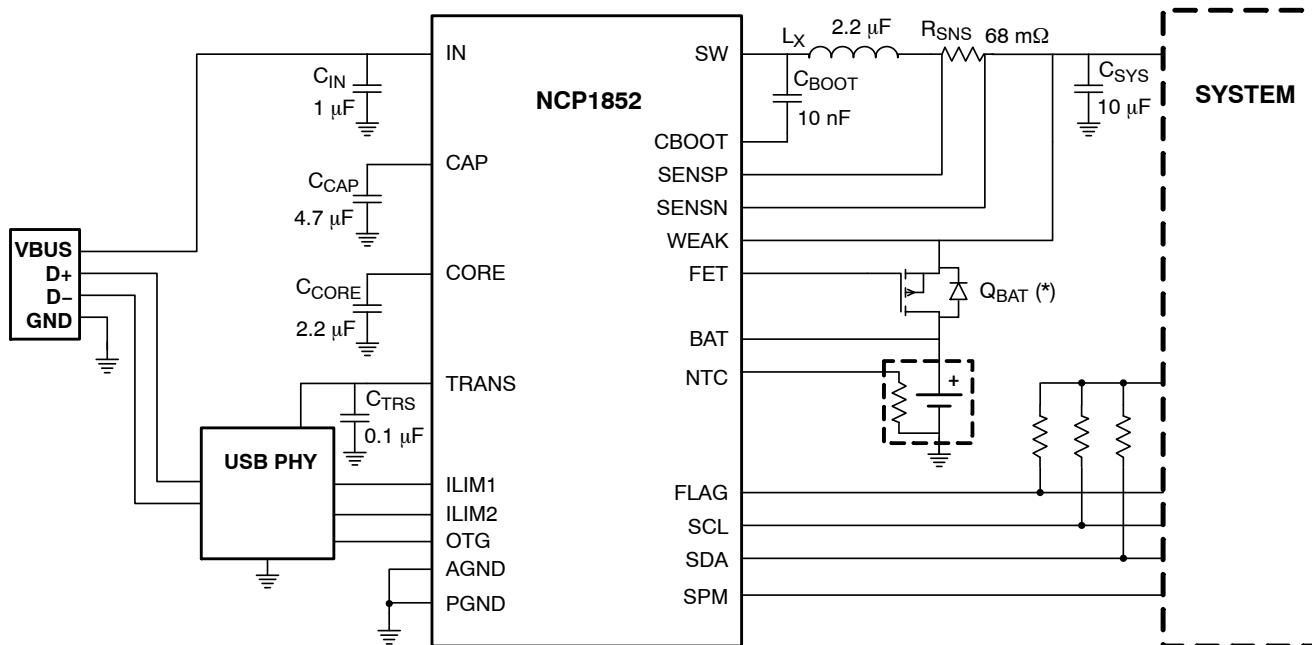 L_X 2.2 µF R_SNS 68 mΩ
IN
SW
C_IN
1 µF
NCP1852
C_BOOT
10 nF
C_SYS
10 µF
SYSTEM
CBOOT
CAP
SENSP
C_CAP
4.7 µF
SENSN
WEAK
VBUS
D+
D−
GND
CORE
FET
C_CORE
2.2 µF
Q_BAT (*)
BAT
NTC
+
TRANS
C_TRS
0.1 µF
USB PHY
ILIM1
FLAG
ILIM2
SCL
OTG
AGND
SDA
PGND
SPM